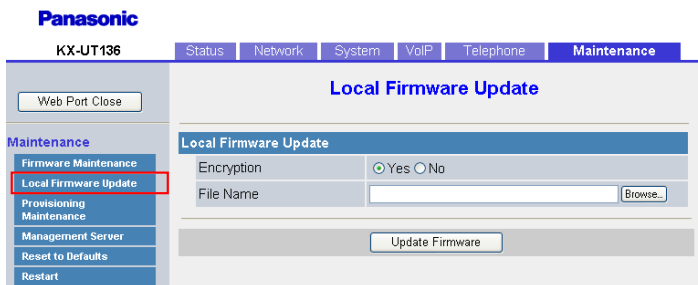 Panasonic
KX-UT136
Status Network System VoIP Telephone Maintenance
Web Port Close
Local Firmware Update
Maintenance
Firmware Maintenance
Local Firmware Update
Provisioning
Maintenance
Management Server
Reset to Defaults
Restart
Local Firmware Update
Encryption Yes No
File Name Browse...
Update Firmware